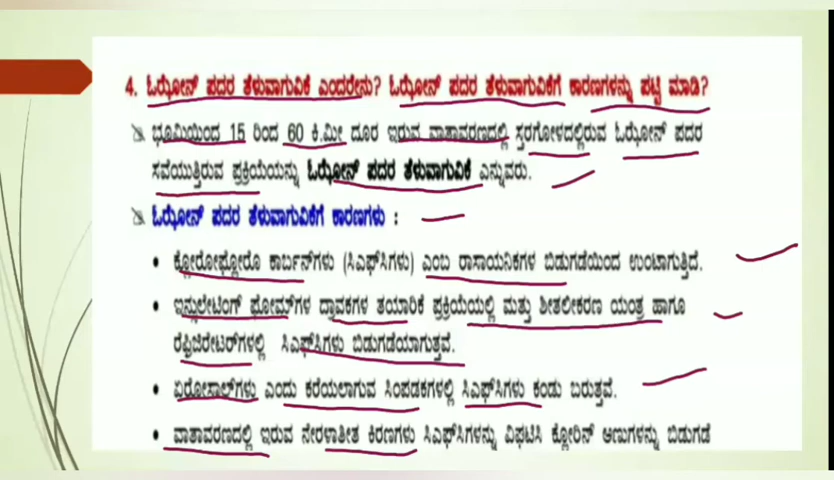 4. ಓಝೋನ್ ಪದರ ತೆಳುವಾಗುವಿಕೆ ಎಂದರೇನು? ಓಝೋನ್ ಪದರ ತೆಳುವಾಗುವಿಕೆಗೆ ಕಾರಣಗಳನ್ನು ಪಟ್ಟಿ ಮಾಡಿ?
ಭೂಮಿಯಿಂದ 15 ರಿಂದ 60 ಕಿ.ಮೀ ದೂರ ಇರುವ ವಾತಾವರಣದಲ್ಲಿ ಸ್ತರಗೋಳದಲ್ಲಿರುವ ಓಝೋನ್ ಪದರ
ಸವೆಯುತ್ತಿರುವ ಪ್ರಕ್ರಿಯೆಯನ್ನು ಓಝೋನ್ ಪದರ ತೆಳುವಾಗುವಿಕೆ ಎನ್ನುವರು.
ಓಝೋನ್ ಪದರ ತೆಳುವಾಗುವಿಕೆಗೆ ಕಾರಣಗಳು :
• ಕ್ಲೋರೋಫ್ಲೋರೊ ಕಾರ್ಬನ್‌ಗಳು (ಸಿಎಫ್‌ಸಿಗಳು) ಎಂಬ ರಾಸಾಯನಿಕಗಳ ಬಿಡುಗಡೆಯಿಂದ ಉಂಟಾಗುತ್ತಿದೆ.
• ಇನ್ಸುಲೇಟಿಂಗ್ ಫೋಮ್‌ಗಳ ದ್ರಾವಕಗಳ ತಯಾರಿಕೆ ಪ್ರಕ್ರಿಯೆಯಲ್ಲಿ ಮತ್ತು ಶೀತಲೀಕರಣ ಯಂತ್ರ ಹಾಗೂ
ರೆಫ್ರಿಜಿರೇಟರ್‌ಗಳಲ್ಲಿ ಸಿಎಫ್‌ಸಿಗಳು ಬಿಡುಗಡೆಯಾಗುತ್ತವೆ.
• ಏರೋಸಾಲ್‌ಗಳು ಎಂದು ಕರೆಯಲಾಗುವ ಸಿಂಪಡಕಗಳಲ್ಲಿ ಸಿಎಫ್‌ಸಿಗಳು ಕಂಡು ಬರುತ್ತವೆ.
• ವಾತಾವರಣದಲ್ಲಿ ಇರುವ ನೇರಳಾತೀತ ಕಿರಣಗಳು ಸಿಎಫ್‌ಸಿಗಳನ್ನು ವಿಘಟಿಸಿ ಕ್ಲೋರಿನ್ ಅಣುಗಳನ್ನು ಬಿಡುಗಡೆ